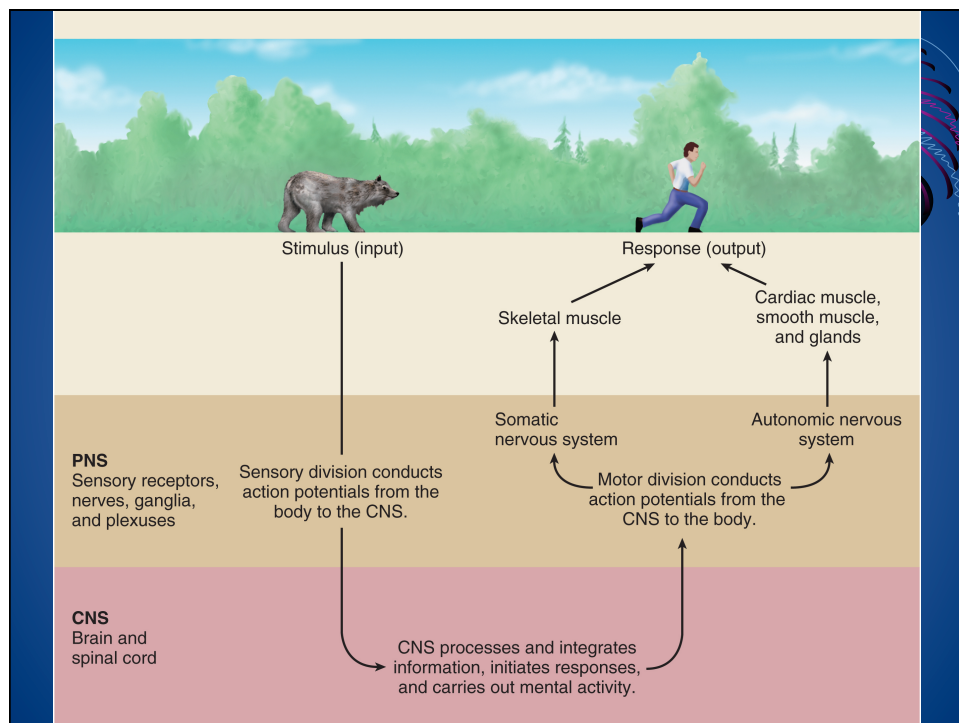 Stimulus (input)
Response (output)
Skeletal muscle
Cardiac muscle,
smooth muscle,
and glands
Somatic
nervous system
Autonomic nervous
system
PNS
Sensory receptors,
nerves, ganglia,
and plexuses
Sensory division conducts
action potentials from the
body to the CNS.
Motor division conducts
action potentials from the
CNS to the body.
CNS
Brain and
spinal cord
CNS processes and integrates
information, initiates responses,
and carries out mental activity.